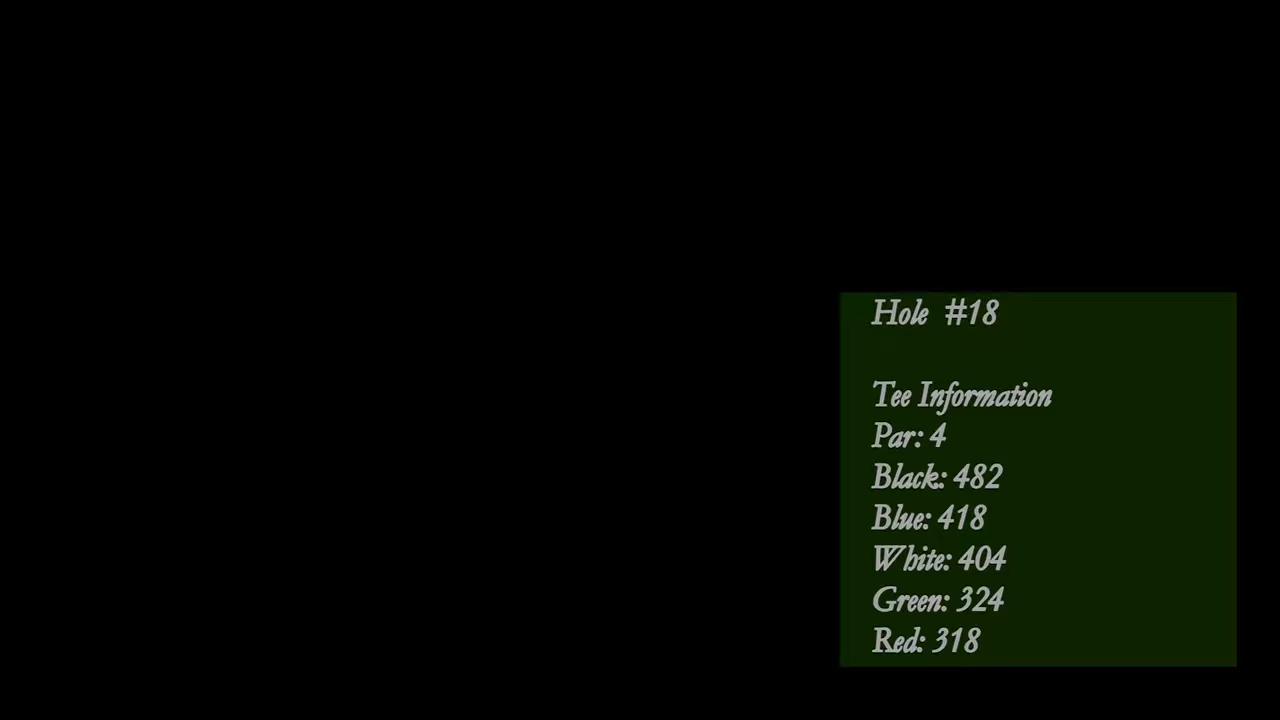 Hole #18
Tee Information
Par: 4
Black: 482
Blue: 418
White: 404
Green: 324
Red: 318